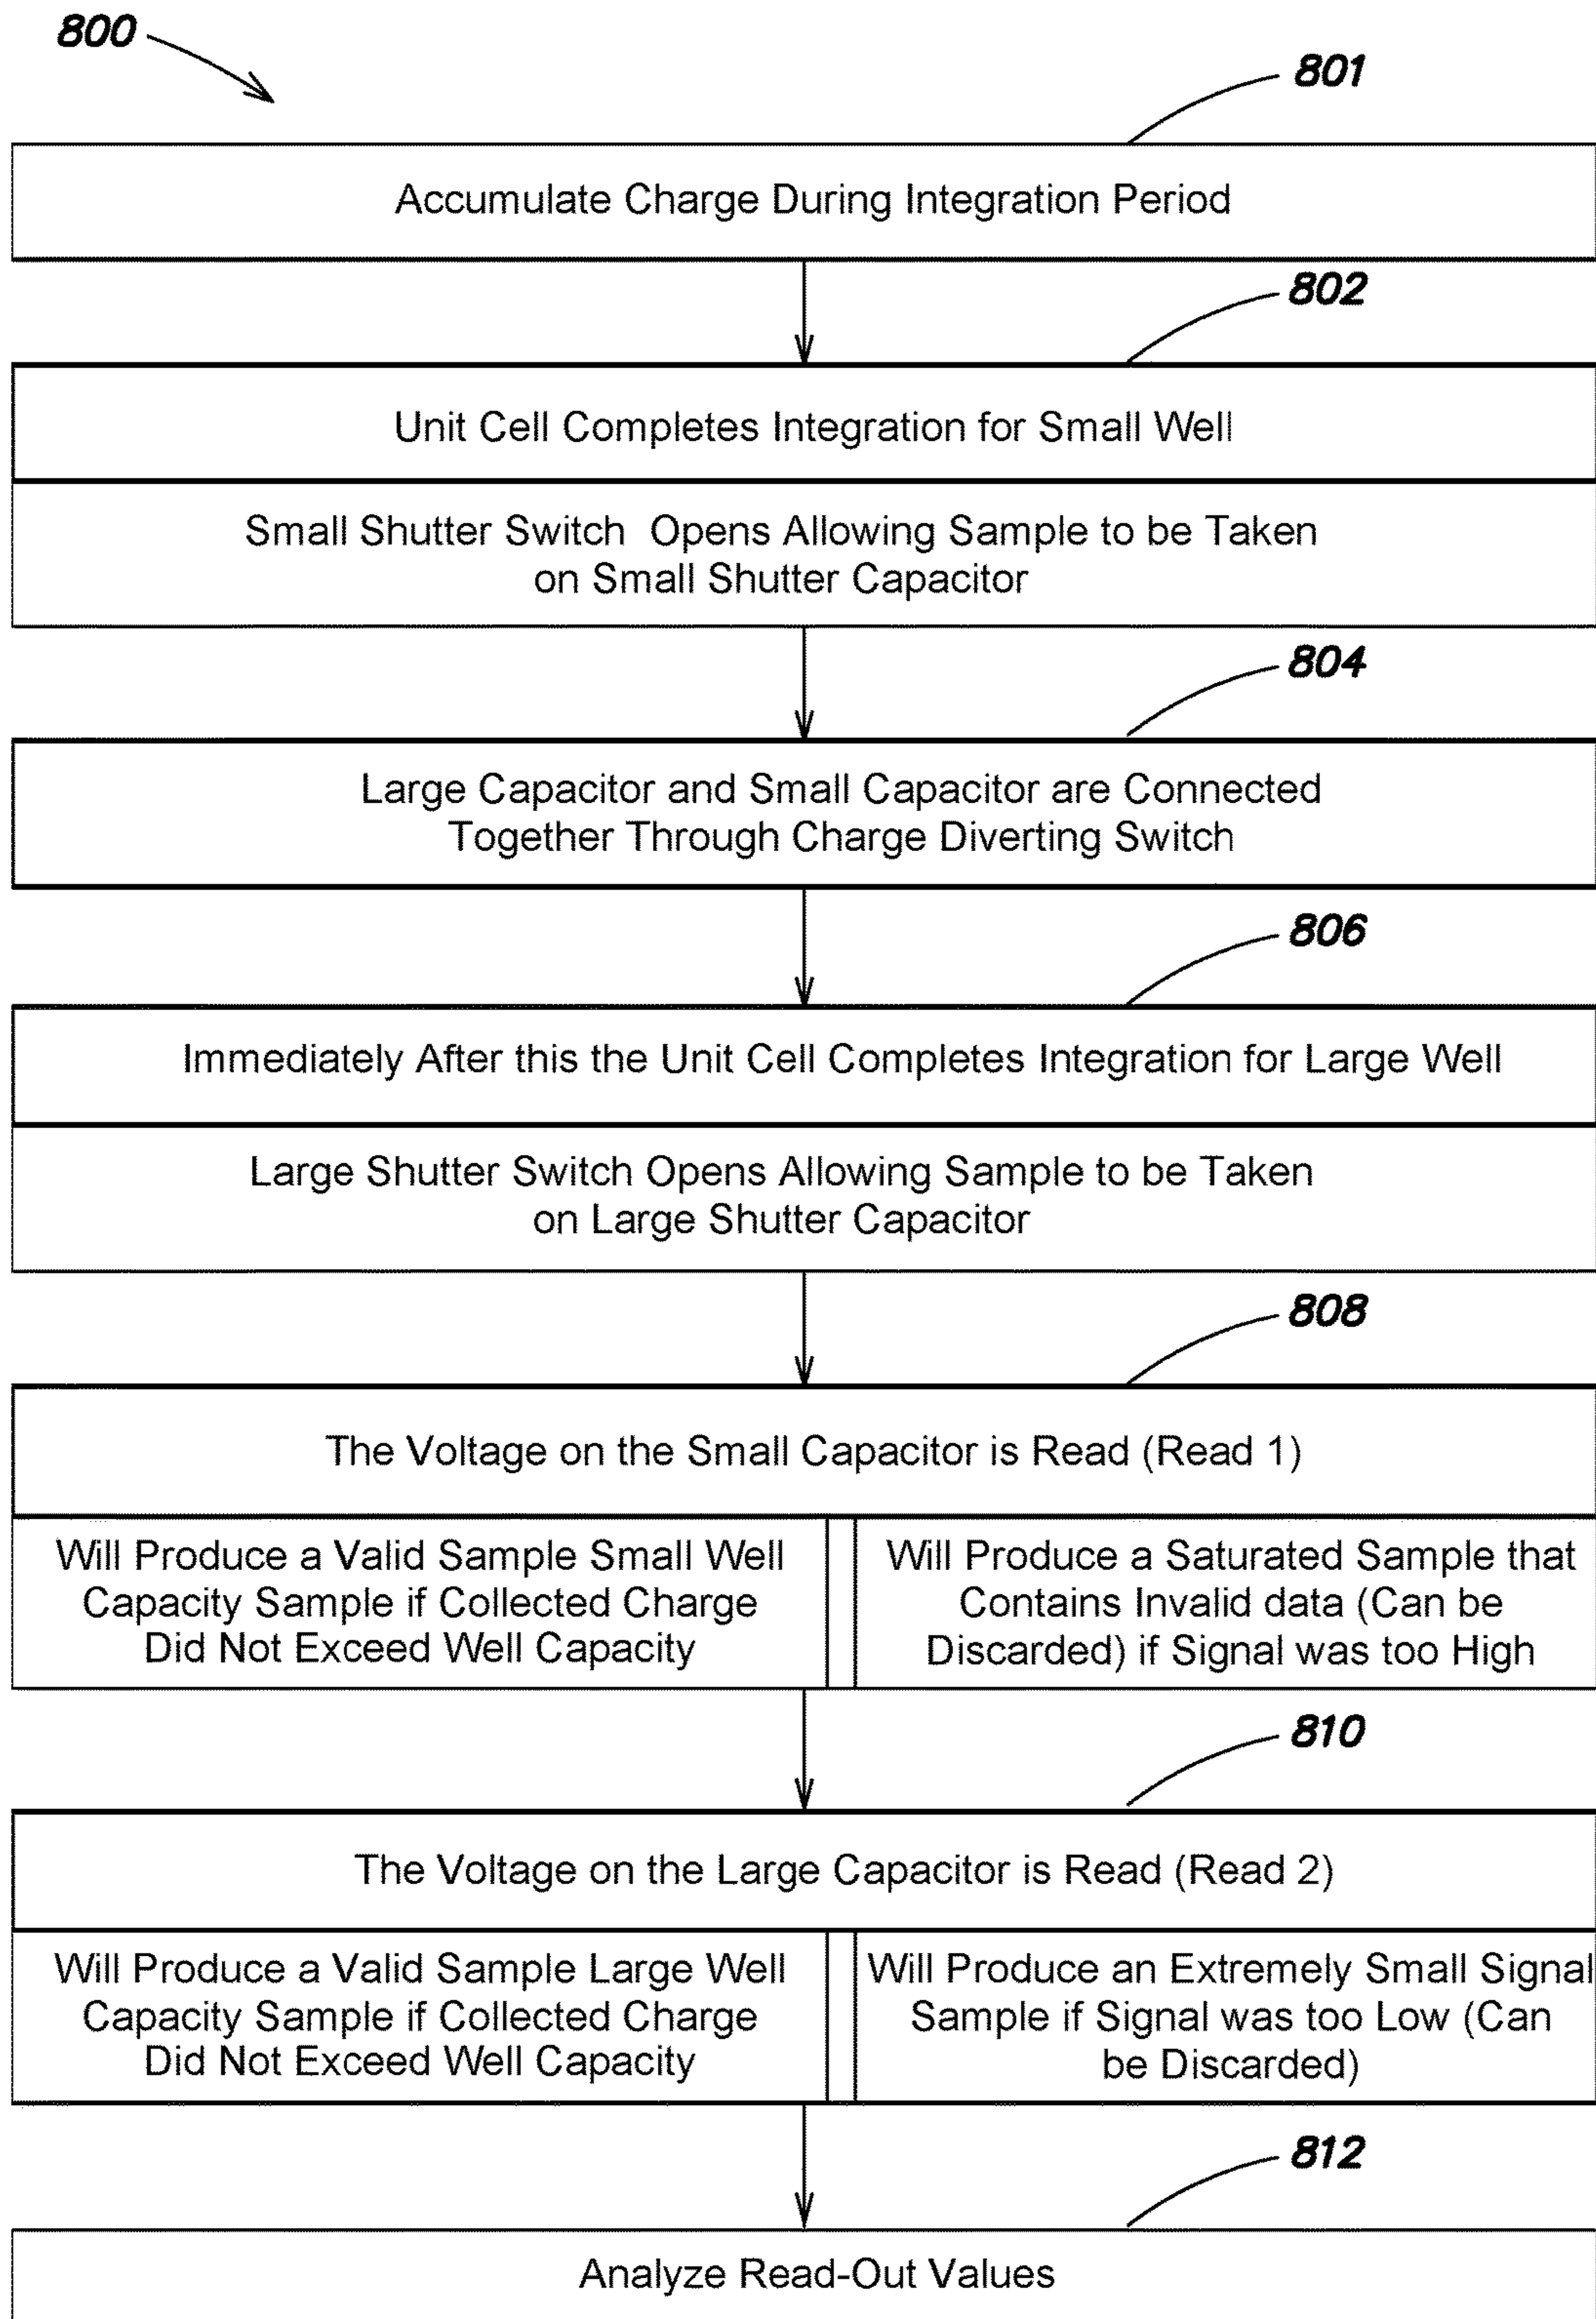 800
801
Accumulate Charge During Integration Period
802
Unit Cell Completes Integration for Small Well
Small Shutter Switch Opens Allowing Sample to be Taken
on Small Shutter Capacitor
804
Large Capacitor and Small Capacitor are Connected
Together Through Charge Diverting Switch
806
Immediately After this the Unit Cell Completes Integration for Large Well
Large Shutter Switch Opens Allowing Sample to be Taken
on Large Shutter Capacitor
808
The Voltage on the Small Capacitor is Read (Read 1)
Will Produce a Valid Sample Small Well
Capacity Sample if Collected Charge
Did Not Exceed Well Capacity
Will Produce a Saturated Sample that
Contains Invalid data (Can be
Discarded) if Signal was too High
810
The Voltage on the Large Capacitor is Read (Read 2)
Will Produce a Valid Sample Large Well
Capacity Sample if Collected Charge
Did Not Exceed Well Capacity
Will Produce an Extremely Small Signal
Sample if Signal was too Low (Can
be Discarded)
812
Analyze Read-Out Values